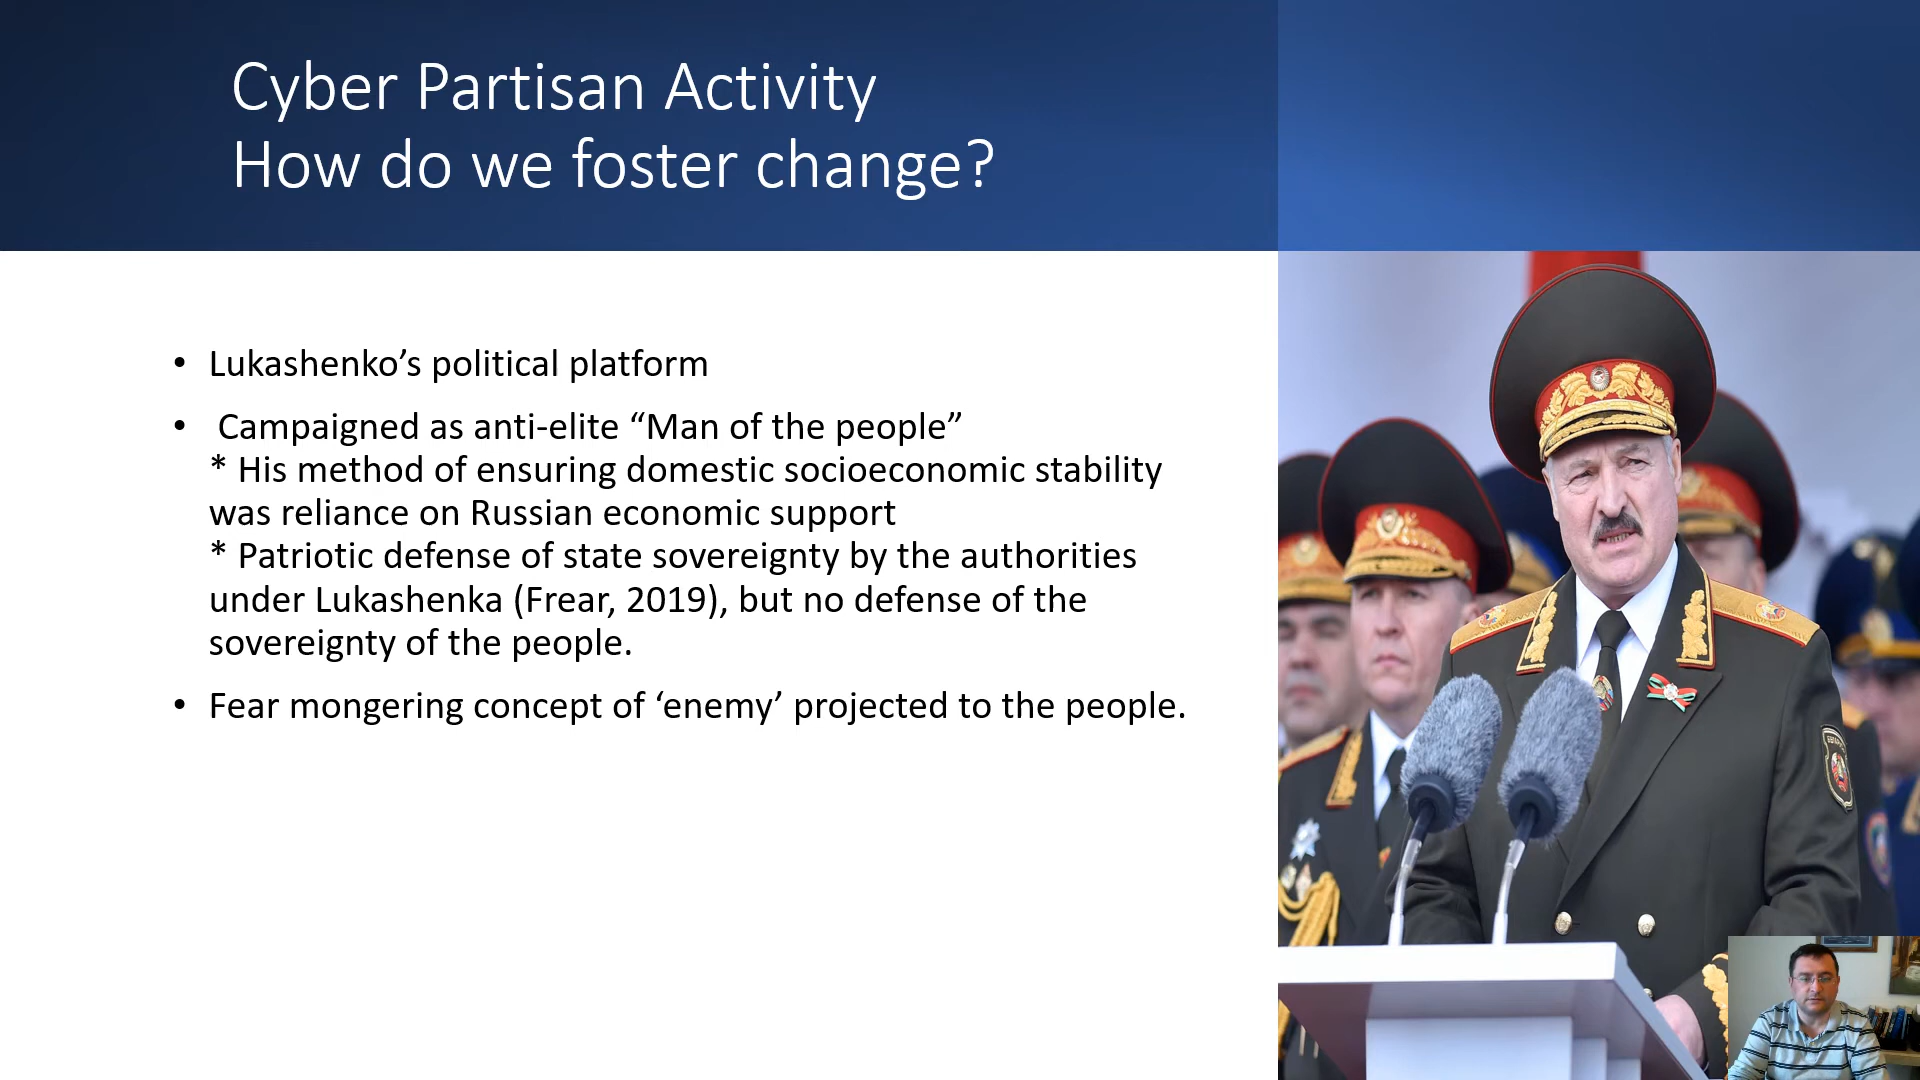 Cyber Partisan Activity
How do we foster change?
• Lukashenko’s political platform
• Campaigned as anti-elite “Man of the people”
* His method of ensuring domestic socioeconomic stability
was reliance on Russian economic support
* Patriotic defense of state sovereignty by the authorities
under Lukashenka (Frear, 2019), but no defense of the
sovereignty of the people.
• Fear mongering concept of ‘enemy’ projected to the people.